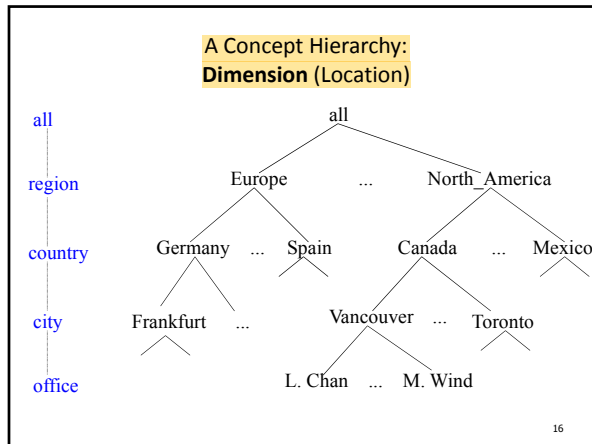 A Concept Hierarchy:
Dimension (Location)
all all
region Europe ... North_America
country Germany ... Spain Canada ... Mexico
city Frankfurt ... Vancouver ... Toronto
office L. Chan ... M. Wind
16